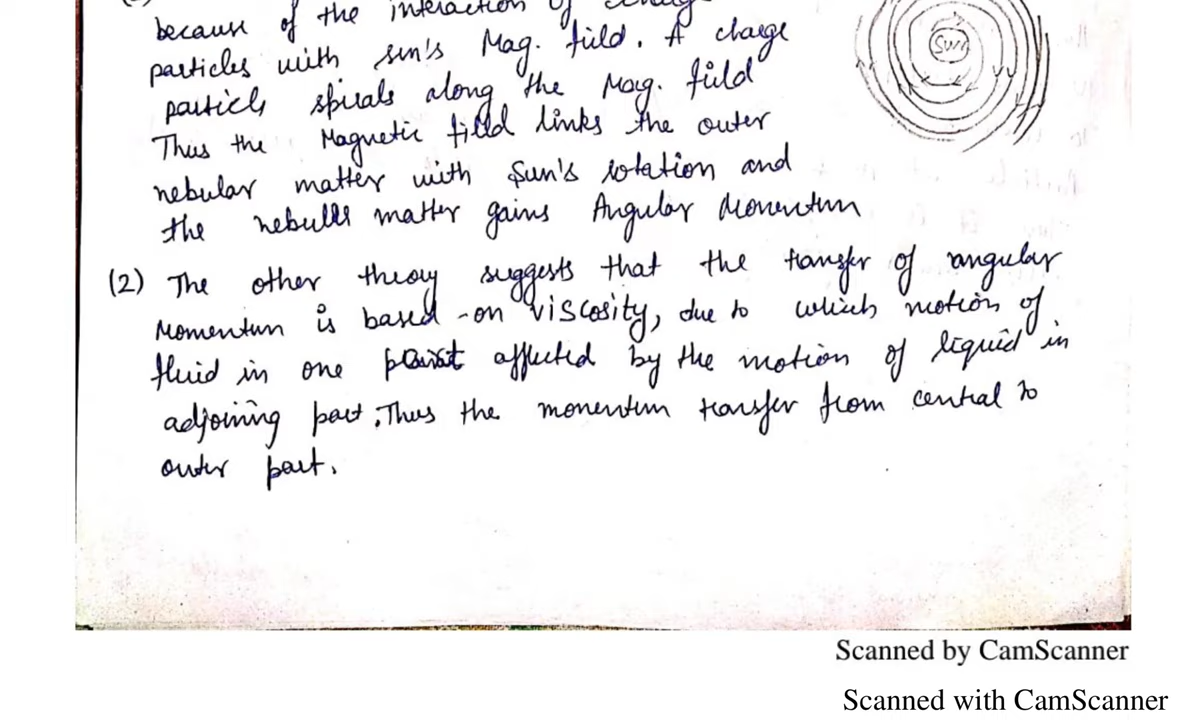 because of the interaction of
particles with sun's Mag. field. A charge
particle spirals along the Mag. field
Thus the Magnetic field links the outer
nebular matter with Sun's rotation and
the matter gains Angular Momentum
Sun
(2) The other theory suggests that the transfer of angular
Momentum is based on viscosity, due to which motion of
fluid in one affected by the motion of liquid in
adjoining part. Thus the momentum transfer from central to
outer part.
Scanned by CamScanner
Scanned with CamScanner